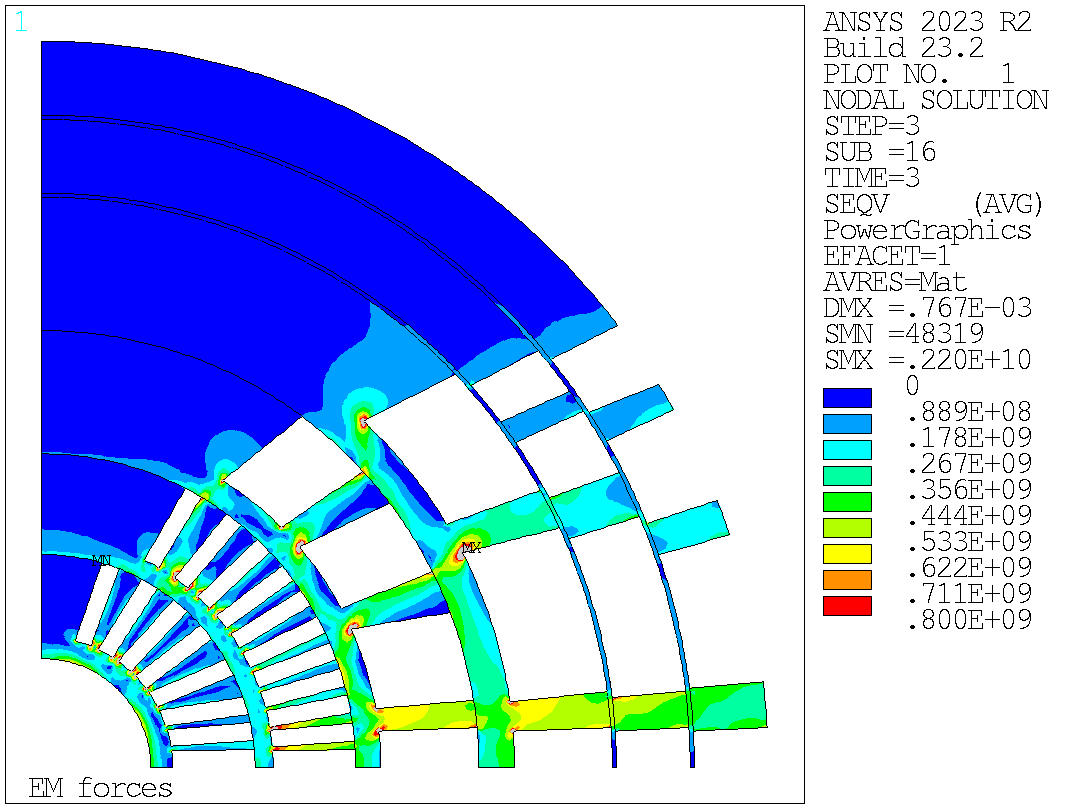 1
ANSYS 2023 R2
Build 23.2
PLOT NO.   1
NODAL SOLUTION
STEP=3
SUB =16
TIME=3
SEQV     (AVG)
PowerGraphics
EFACET=1
AVRES=Mat
DMX =.767E-03
SMN =48319
SMX =.220E+10
0
.889E+08
.178E+09
.267E+09
.356E+09
.444E+09
.533E+09
.622E+09
.711E+09
.800E+09
MX
MN
EM forces